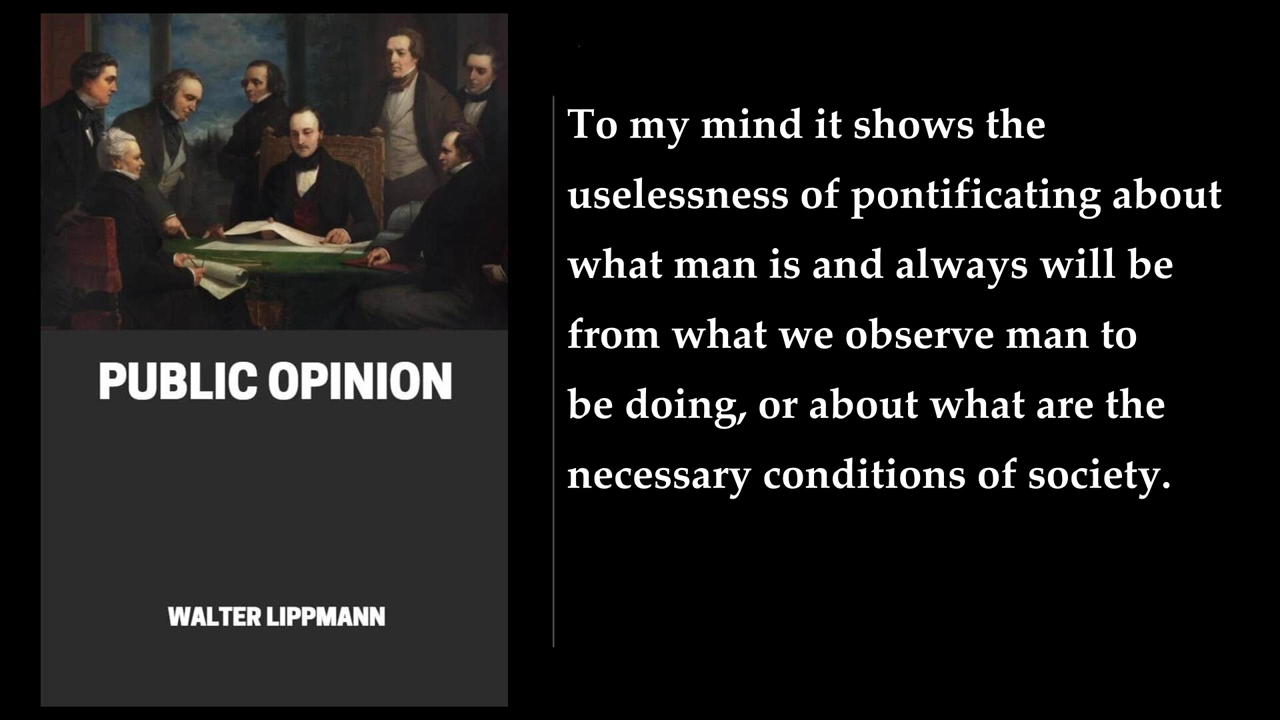 PUBLIC OPINION
WALTER LIPPMANN
To my mind it shows the
uselessness of pontificating about
what man is and always will be
from what we observe man to
be doing, or about what are the
necessary conditions of society.